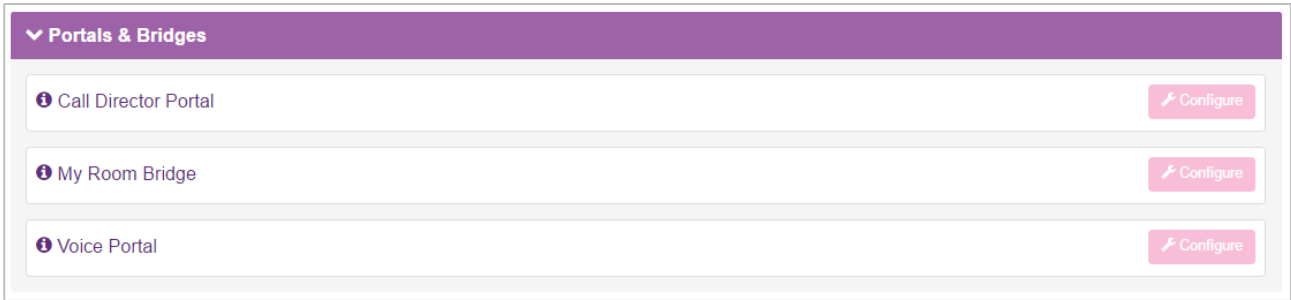 Portals & Bridges
Call Director Portal Configure
My Room Bridge Configure
Voice Portal Configure